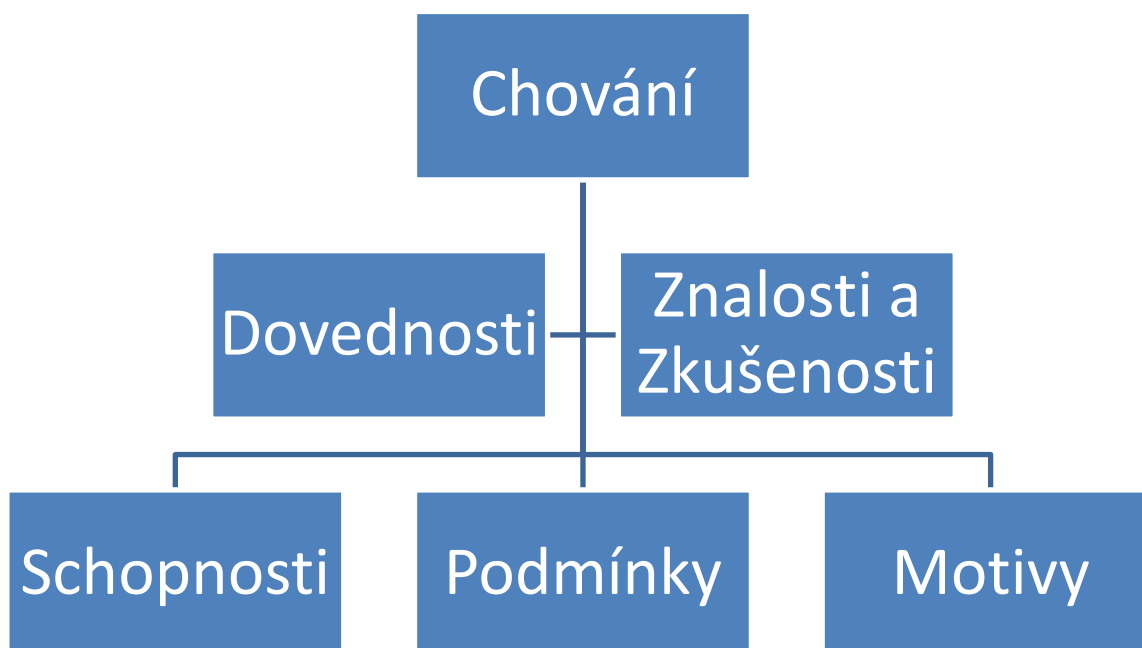 Chování
Dovednosti
Znalosti a
Zkušenosti
Schopnosti
Podmínky
Motivy